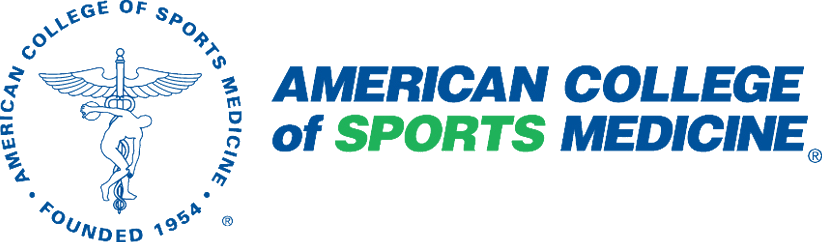 AMERICAN COLLEGE OF SPORTS MEDICINE
• FOUNDED 1954 •
®
AMERICAN COLLEGE
of SPORTS MEDICINE®